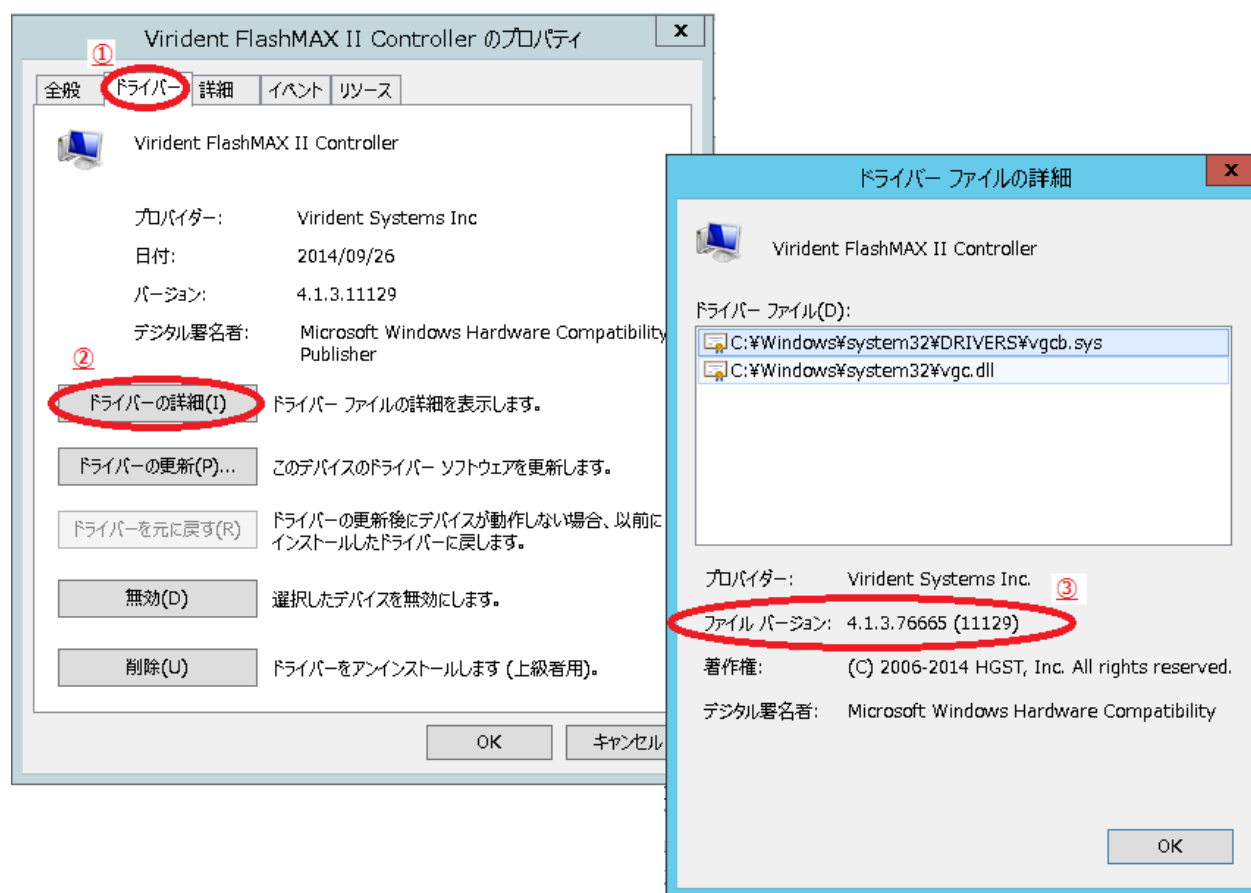 Virident FlashMAX II Controller のプロパティ
x
①
全般
ドライバー
詳細
イベント
リソース
Virident FlashMAX II Controller
プロバイダー: Virident Systems Inc
日付: 2014/09/26
バージョン: 4.1.3.11129
デジタル署名者: Microsoft Windows Hardware Compatibility
Publisher
②
ドライバーの詳細(I) ドライバー ファイルの詳細を表示します。
ドライバーの更新(P)... このデバイスのドライバー ソフトウェアを更新します。
ドライバーを元に戻す(R) ドライバーの更新後にデバイスが動作しない場合、以前に
インストールしたドライバーに戻します。
無効(D) 選択したデバイスを無効にします。
削除(U) ドライバーをアンインストールします (上級者用)。
OK
キャンセル
ドライバー ファイルの詳細
x
Virident FlashMAX II Controller
ドライバー ファイル(D):
C:¥Windows¥system32¥DRIVERS¥vgcb.sys
C:¥Windows¥system32¥vgc.dll
プロバイダー: Virident Systems Inc.
③
ファイル バージョン: 4.1.3.76665 (11129)
著作権: (C) 2006-2014 HGST, Inc. All rights reserved.
デジタル署名者: Microsoft Windows Hardware Compatibility
OK